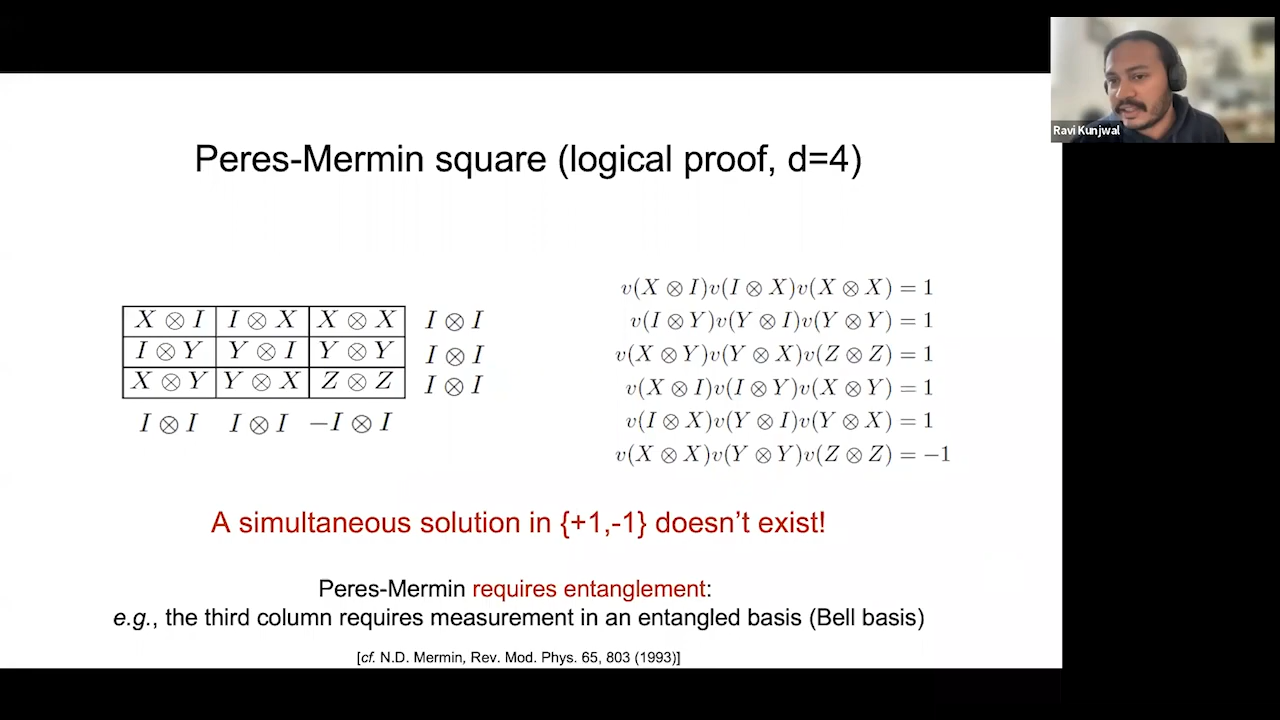 Ravi Kunjwal
Peres-Mermin square (logical proof, d=4)
X ⊗ I I ⊗ X X ⊗ X I ⊗ I
I ⊗ Y Y ⊗ I Y ⊗ Y I ⊗ I
X ⊗ Y Y ⊗ X Z ⊗ Z I ⊗ I
I ⊗ I I ⊗ I −I ⊗ I
v(X ⊗ I)v(I ⊗ X)v(X ⊗ X) = 1
v(I ⊗ Y)v(Y ⊗ I)v(Y ⊗ Y) = 1
v(X ⊗ Y)v(Y ⊗ X)v(Z ⊗ Z) = 1
v(X ⊗ I)v(I ⊗ Y)v(X ⊗ Y) = 1
v(I ⊗ X)v(Y ⊗ I)v(Y ⊗ X) = 1
v(X ⊗ X)v(Y ⊗ Y)v(Z ⊗ Z) = −1
A simultaneous solution in {+1,-1} doesn’t exist!
Peres-Mermin requires entanglement:
e.g., the third column requires measurement in an entangled basis (Bell basis)
[cf. N.D. Mermin, Rev. Mod. Phys. 65, 803 (1993)]